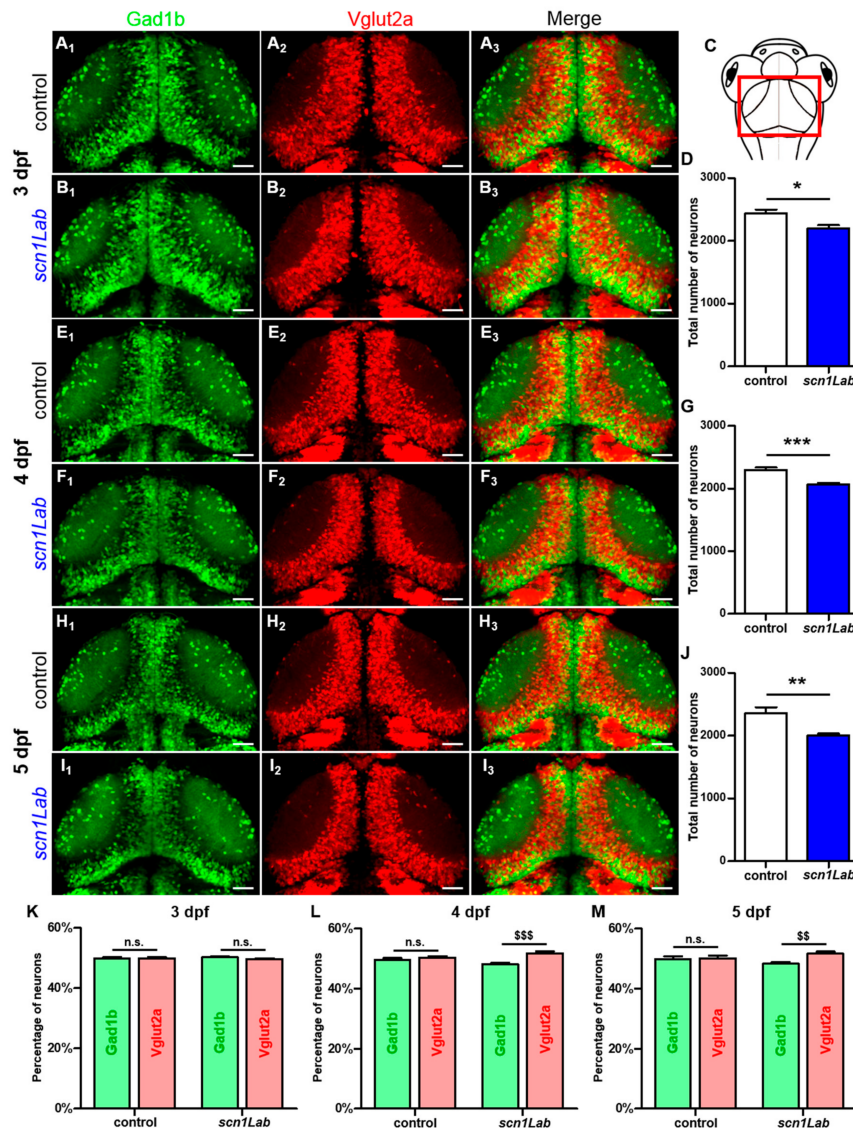 Gad1b Vglut2a Merge
3 dpf
control
A1 A2 A3
C
scn1Lab
B1 B2 B3
D
Total number of neurons
3000
2000
1000
0
*
control scn1Lab
4 dpf
control
E1 E2 E3
scn1Lab
F1 F2 F3
G
Total number of neurons
3000
2000
1000
0
***
control scn1Lab
5 dpf
control
H1 H2 H3
scn1Lab
I1 I2 I3
J
Total number of neurons
3000
2000
1000
0
**
control scn1Lab
K 3 dpf
Percentage of neurons
60%
40%
20%
0%
n.s. n.s.
Gad1b Vglut2a Gad1b Vglut2a
control scn1Lab
L 4 dpf
Percentage of neurons
60%
40%
20%
0%
n.s. $$$
Gad1b Vglut2a Gad1b Vglut2a
control scn1Lab
M 5 dpf
Percentage of neurons
60%
40%
20%
0%
n.s. $$
Gad1b Vglut2a Gad1b Vglut2a
control scn1Lab